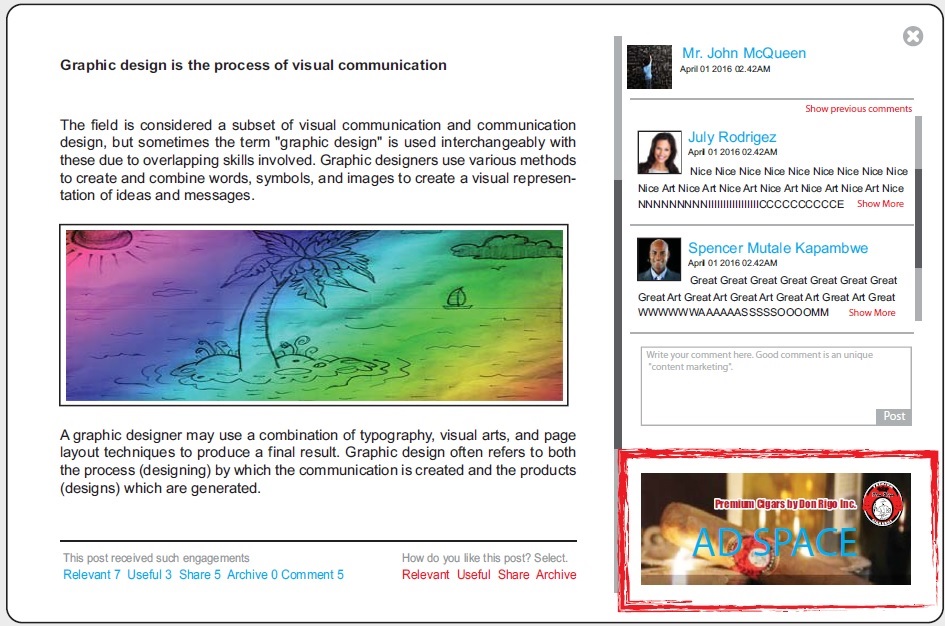 Graphic design is the process of visual communication
The field is considered a subset of visual communication and communication
design, but sometimes the term "graphic design" is used interchangeably with
these due to overlapping skills involved. Graphic designers use various methods
to create and combine words, symbols, and images to create a visual represen-
tation of ideas and messages.
A graphic designer may use a combination of typography, visual arts, and page
layout techniques to produce a final result. Graphic design often refers to both
the process (designing) by which the communication is created and the products
(designs) which are generated.
This post received such engagements
Relevant 7 Useful 3 Share 5 Archive 0 Comment 5
How do you like this post? Select.
Relevant Useful Share Archive
Mr. John McQueen
April 01 2016 02.42AM
Show previous comments
July Rodrigez
April 01 2016 02.42AM
Nice Nice Nice Nice Nice Nice Nice Nice Nice
Nice Art Nice Art Nice Art Nice Art Nice Art Nice
NNNNNNNNNIIIIIIIIIIIIIIIIIIICCCCCCCCCCE Show More
Spencer Mutale Kapambwe
April 01 2016 02.42AM
Great Great Great Great Great Great Great
Great Art Great Art Great Art Great Art Great Art Great
WWWWWWAAAAAASSSSSOOOOMM Show More
Write your comment here. Good comment is an unique
"content marketing".
Post
Premium Cigars by Don Rigo Inc.
AD SPACE